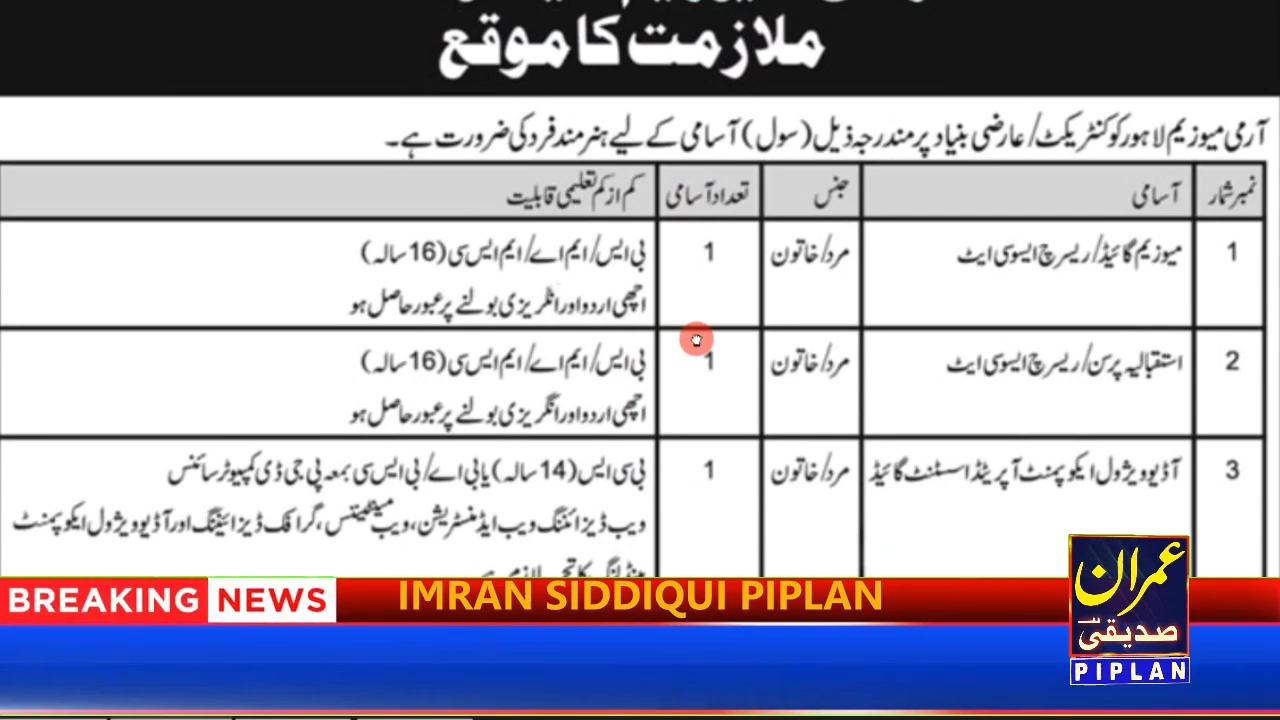 ملازمت کا موقع
آرمی میوزیم لاہور کو کنٹریکٹ/عارضی بنیاد پر مندرجہ ذیل (سول) آسامی کے لیے ہنرمند فرد کی ضرورت ہے۔
نمبر شمار آسامی جنس تعداد آسامی کم از کم تعلیمی قابلیت
1 میوزیم گائیڈ/ریسرچ ایسوسی ایٹ مرد/خاتون 1 بی ایس/ایم اے/ایم ایس سی (16 سالہ)
اچھی اردو اور انگریزی بولنے پر عبور حاصل ہو
2 استقبالیہ پرسن/ریسرچ ایسوسی ایٹ مرد/خاتون 1 بی ایس/ایم اے/ایم ایس سی (16 سالہ)
اچھی اردو اور انگریزی بولنے پر عبور حاصل ہو
3 آڈیو ویژول ایکوپمنٹ آپریٹڈ اسسٹنٹ گائیڈ مرد/خاتون 1 بی سی ایس (14 سالہ) یا بی اے/بی ایس سی بمعہ پی جی ڈی کمپیوٹر سائنس
ویب ڈیزائننگ ویب ایڈمنسٹریشن، ویب میتھمیٹکس، گرافک ڈیزائیننگ اور آڈیو ویژول ایکوپمنٹ
BREAKING NEWS
IMRAN SIDDIQUI PIPLAN
عمران
صدیقی
PIPLAN